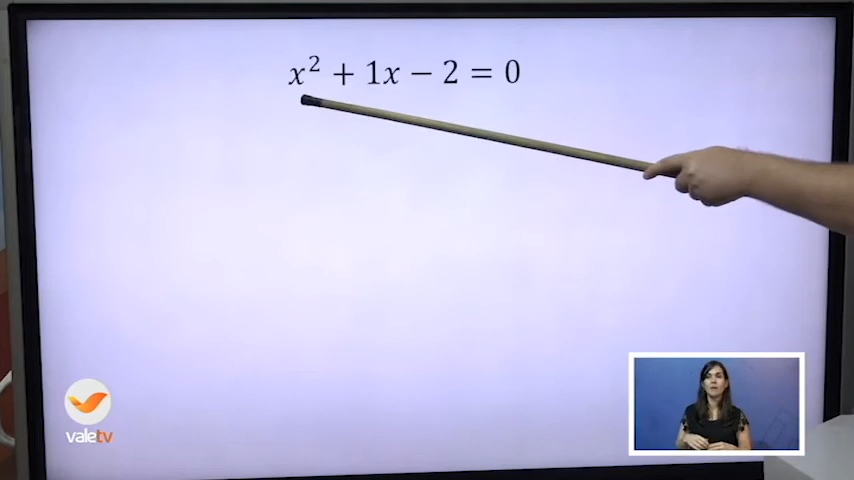 x² + 1x − 2 = 0
valetv